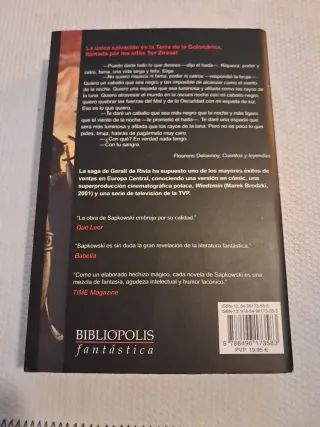 La única salvación es la Torre de la Golondrina,
llamada por los elfos Tor Zireael
—Puedo darte todo lo que desees —dijo el hada—. Riqueza, poder y
cetro, fama, una vida larga y feliz. Elige.
—No quiero riqueza ni fama, poder ni cetros —respondió la bruja—.
Quiero un caballo que sea negro y tan imposible de alcanzar como el viento
de la noche. Quiero una espada que sea luminosa y afilada como los rayos de
la luna. Quiero atravesar el mundo en la oscura noche con mi caballo negro,
quiero quebrar las fuerzas del Mal y de la Oscuridad con mi espada de luz.
Eso es lo que quiero.
—Te daré un caballo que sea más negro que la noche y más ligero
que el viento de la noche —le prometió el hada—. Te daré una espada que
será más luminosa y afilada que los rayos de la luna. Pero no es poco lo que
pides, bruja, habrás de pagármelo muy caro.
—¿Con qué? En verdad nada tengo.
—Con tu sangre.
Flourens Delannoy, Cuentos y leyendas
La saga de Geralt de Rivia ha supuesto uno de los mayores éxitos de
ventas en Europa Central, conociendo una versión en cómic, una
superproducción cinematográfica polaca, Wiedzmin (Marek Brodzki,
2001) y una serie de televisión de la TVP.
"La obra de Sapkowski embruja por su calidad."
Qué Leer
"Sapkowski es sin duda la gran revelación de la literatura fantástica."
Babelia
"Como un elaborado hechizo mágico, cada novela de Sapkowski es una
mezcla de fantasía, agudeza intelectual y humor lacónico."
TIME Magazine
BIBLIOPOLIS
fantástica
9 788496 173583
PVP: 19.95 €